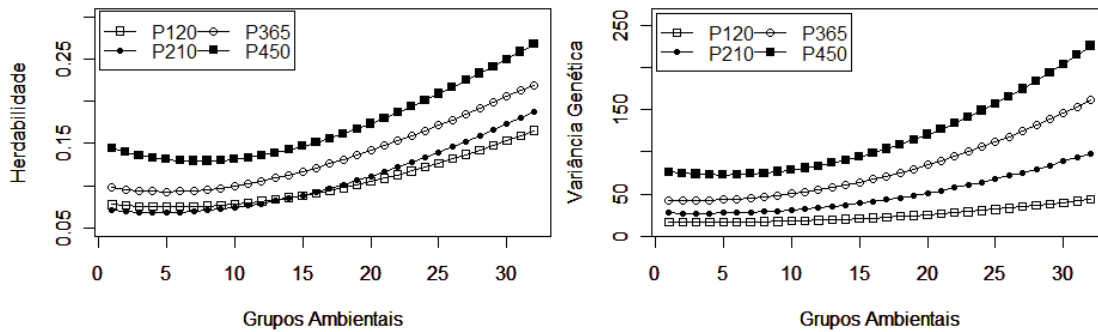 P120 P365
P210 P450
Herdabilidade
0.05 0.15 0.25
0 5 10 15 20 25 30
Grupos Ambientais
P120 P365
P210 P450
Variância Genética
0 50 150 250
0 5 10 15 20 25 30
Grupos Ambientais